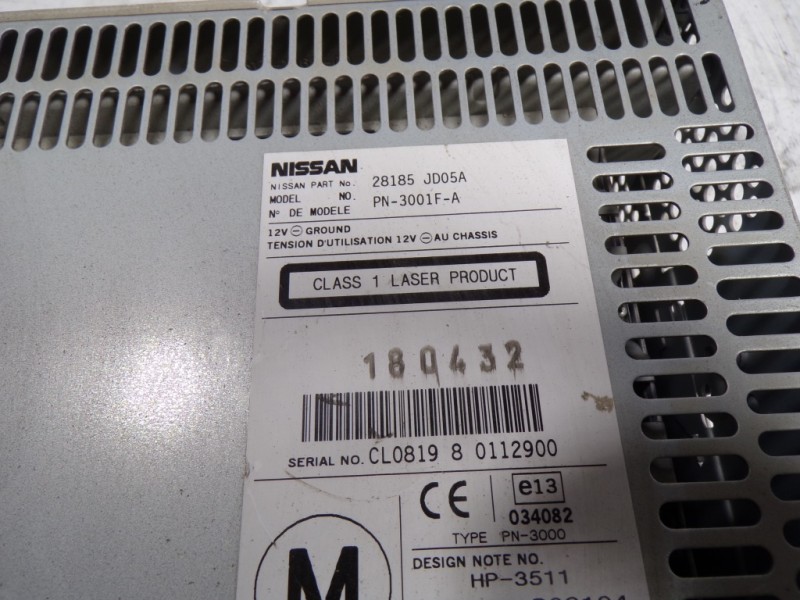 NISSAN
NISSAN PART No. 28185 JD05A
MODEL NO. PN-3001F-A
N° DE MODELE
12V ⊖ GROUND
TENSION D'UTILISATION 12V ⊖ AU CHASSIS
CLASS 1 LASER PRODUCT
180432
SERIAL NO. CL0819 8 0112900
CE e13
034082
TYPE PN-3000
DESIGN NOTE NO.
HP-3511
M